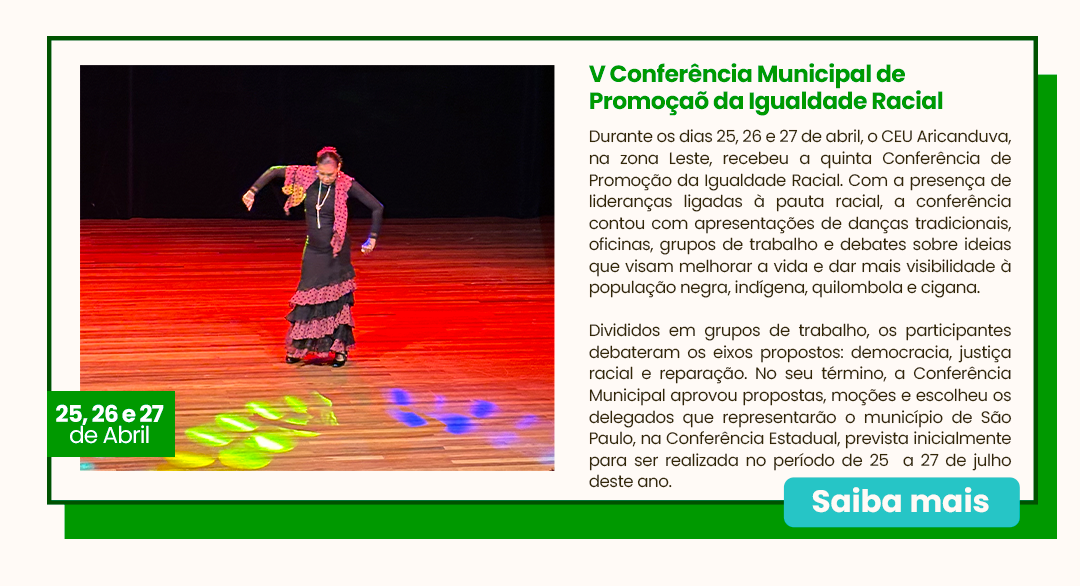 V Conferência Municipal de
Promoçaõ da Igualdade Racial
Durante os dias 25, 26 e 27 de abril, o CEU Aricanduva,
na zona Leste, recebeu a quinta Conferência de
Promoção da Igualdade Racial. Com a presença de
lideranças ligadas à pauta racial, a conferência
contou com apresentações de danças tradicionais,
oficinas, grupos de trabalho e debates sobre ideias
que visam melhorar a vida e dar mais visibilidade à
população negra, indígena, quilombola e cigana.
Divididos em grupos de trabalho, os participantes
debateram os eixos propostos: democracia, justiça
racial e reparação. No seu término, a Conferência
Municipal aprovou propostas, moções e escolheu os
delegados que representarão o município de São
Paulo, na Conferência Estadual, prevista inicialmente
para ser realizada no período de 25 a 27 de julho
deste ano.
25, 26 e 27
de Abril
Saiba mais